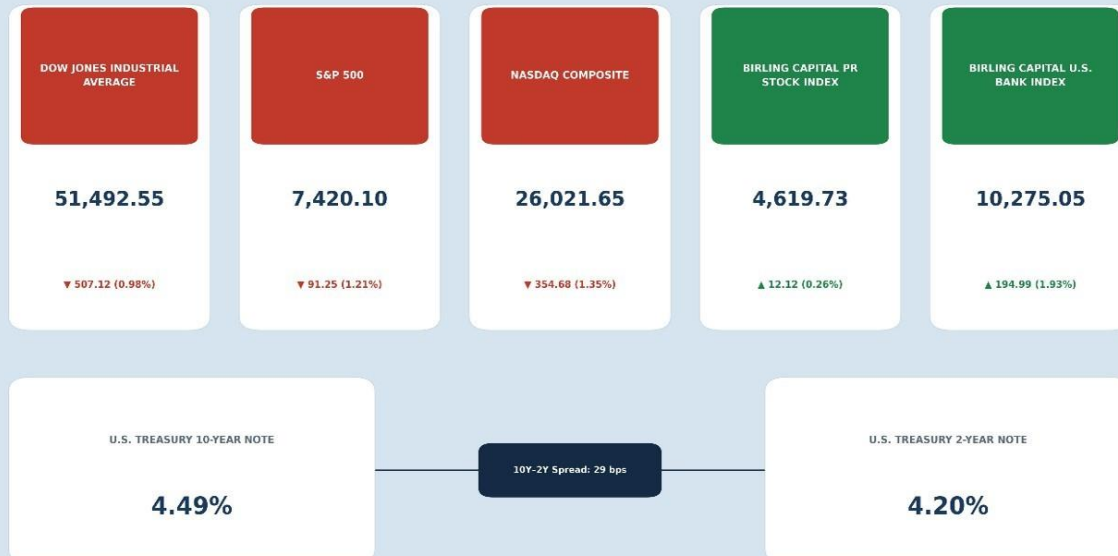 DOW JONES INDUSTRIAL
AVERAGE
51,492.55
▼ 507.12 (0.98%)
S&P 500
7,420.10
▼ 91.25 (1.21%)
NASDAQ COMPOSITE
26,021.65
▼ 354.68 (1.35%)
BIRLING CAPITAL PR
STOCK INDEX
4,619.73
▲ 12.12 (0.26%)
BIRLING CAPITAL U.S.
BANK INDEX
10,275.05
▲ 194.99 (1.93%)
U.S. TREASURY 10-YEAR NOTE
4.49%
10Y–2Y Spread: 29 bps
U.S. TREASURY 2-YEAR NOTE
4.20%